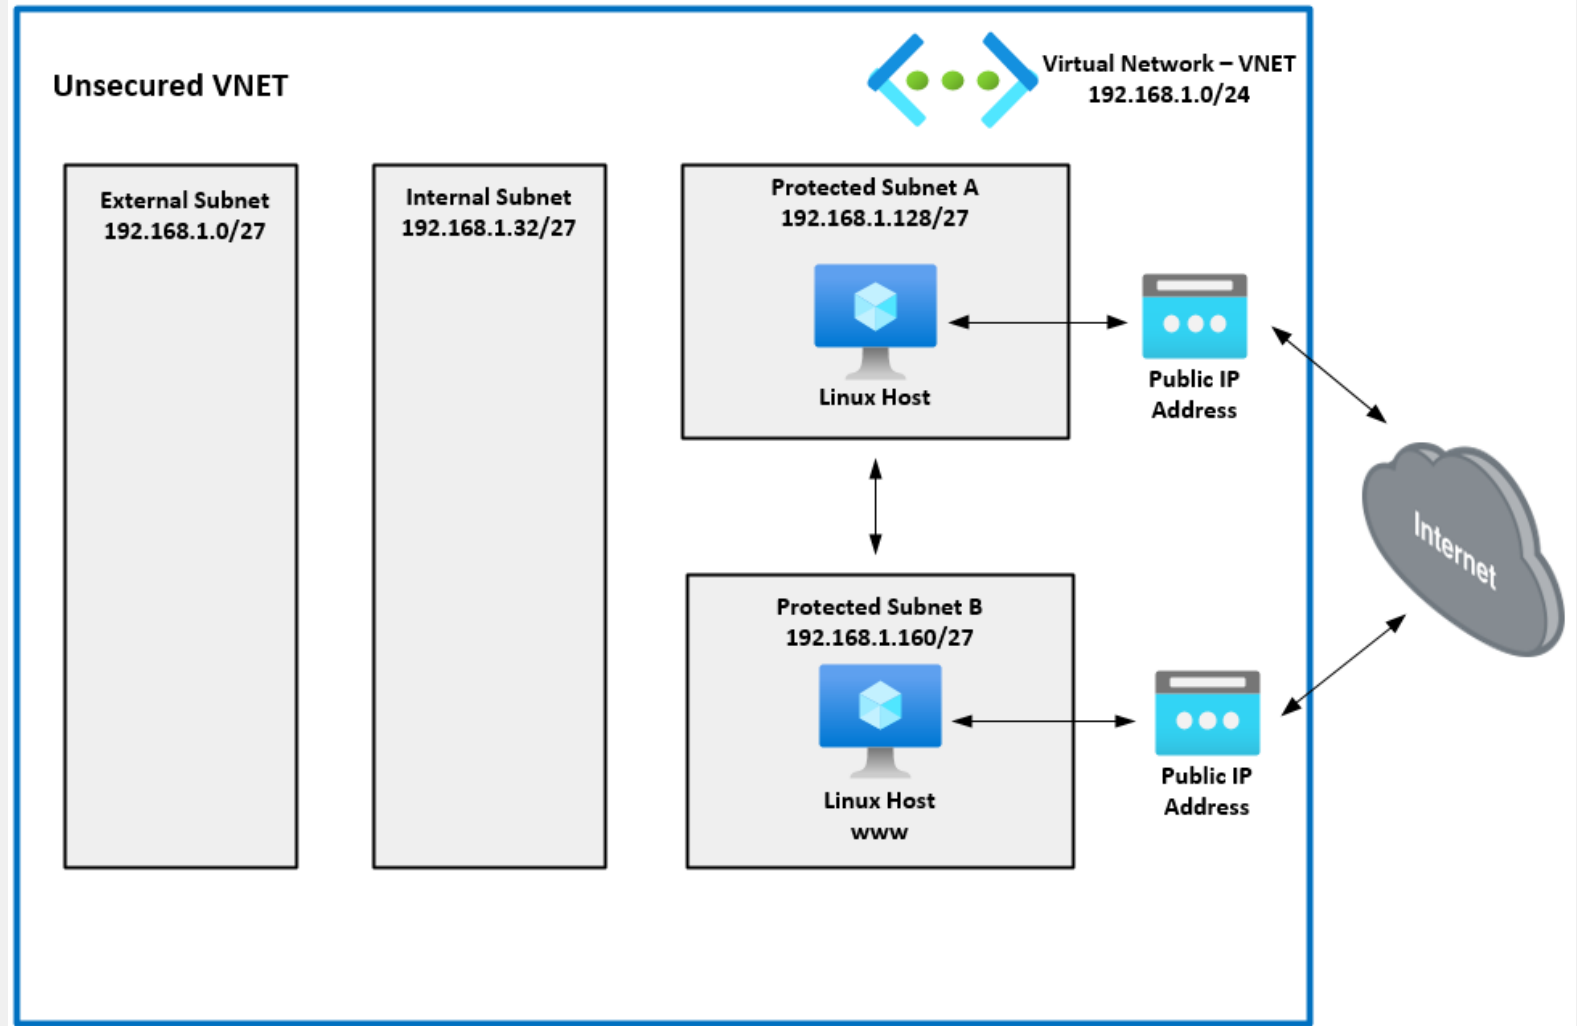 Unsecured VNET
Virtual Network – VNET
192.168.1.0/24
External Subnet
192.168.1.0/27
Internal Subnet
192.168.1.32/27
Protected Subnet A
192.168.1.128/27
Linux Host
Public IP
Address
Internet
Protected Subnet B
192.168.1.160/27
Linux Host
www
Public IP
Address